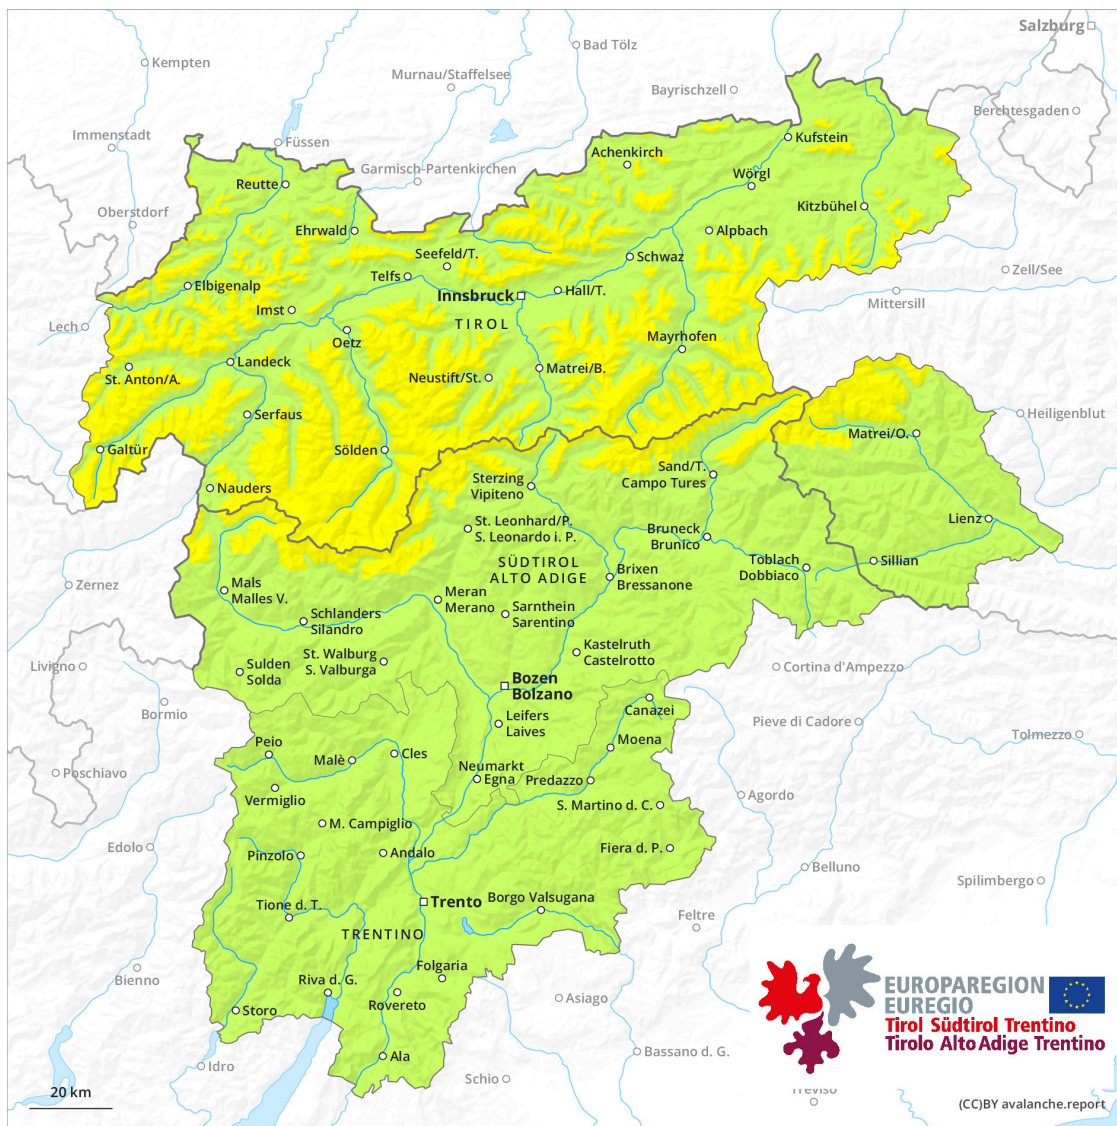 Salzburg
Bad Tölz
Kempten
Murnau/Staffelsee
Bayrischzell
Berchtesgaden
Immenstadt
Füssen
Kufstein
Achenkirch
Garmisch-Partenkirchen
Wörgl
Reutte
Oberstdorf
Kitzbühel
Ehrwald
Alpbach
Seefeld/T.
Schwaz
Zell/See
Telfs
Elbigenalp
Innsbruck
Hall/T.
Mittersill
Imst
TIROL
Lech
Oetz
Mayrhofen
Landeck
St. Anton/A.
Neustift/St.
Matrei/B.
Serfaus
Heiligenblut
Matrei/O.
Galtür
Sölden
Sand/T.
Campo Tures
Sterzing
Vipiteno
Nauders
St. Leonhard/P.
S. Leonardo i. P.
Lienz
Bruneck
Brunico
SÜDTIROL
ALTO ADIGE
Toblach
Dobbiaco
Sillian
Brixen
Bressanone
Zernez
Mals
Malles V.
Meran
Merano
Schlanders
Silandro
Sarnthein
Sarentino
Kastelruth
Castelrotto
St. Walburg
S. Valburga
Livigno
Sulden
Solda
Cortina d'Ampezzo
Bozen
Bolzano
Bormio
Canazei
Leifers
Laives
Pieve di Cadore
Tolmezzo
Peio
Moena
Cles
Malè
Poschiavo
Neumarkt
Egna
Predazzo
Vermiglio
Agordo
S. Martino d. C.
M. Campiglio
Edolo
Fiera d. P.
Pinzolo
Andalo
Belluno
Spilimbergo
Tione d. T.
Trento
Borgo Valsugana
Feltre
TRENTINO
Folgaria
Bienno
Riva d. G.
Rovereto
Asiago
Storo
EUROPAREGION
EUREGIO
Tirol Südtirol Trentino
Tirolo Alto Adige Trentino
Ala
Idro
Schio
Bassano d. G.
Treviso
20 km
(CC)BY avalanche.report